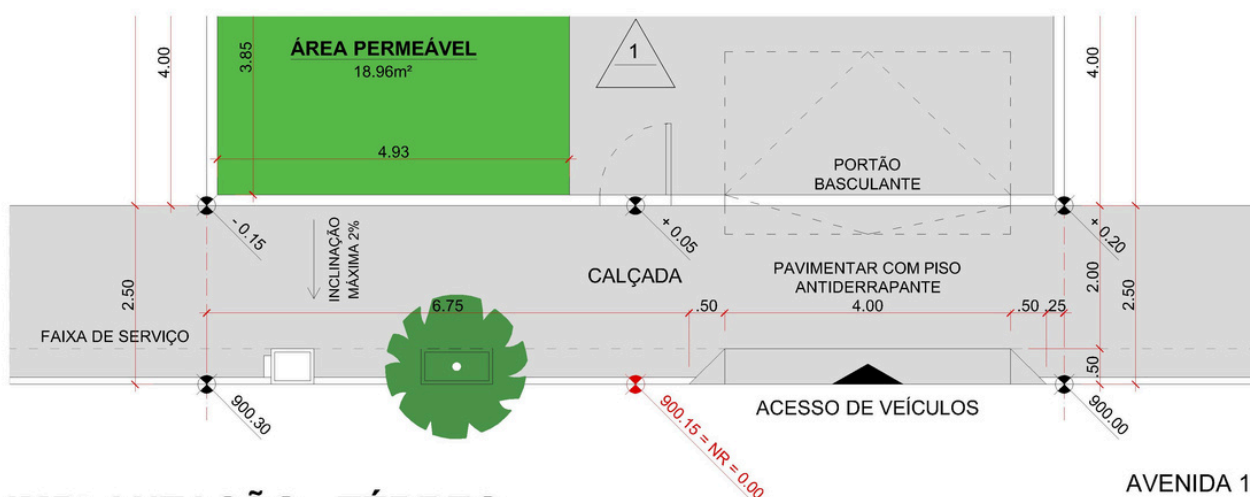 4.00
3.85
ÁREA PERMEÁVEL
18.96m²
1
4.00
4.93
PORTÃO
BASCULANTE
- 0.15
+ 0.05
+ 0.20
INCLINAÇÃO
MÁXIMA 2%
CALÇADA
PAVIMENTAR COM PISO
ANTIDERRAPANTE
2.50
2.00
2.50
6.75
.50
4.00
.50
.25
FAIXA DE SERVIÇO
.50
900.30
900.15 = NR = 0.00
ACESSO DE VEÍCULOS
900.00
AVENIDA 1